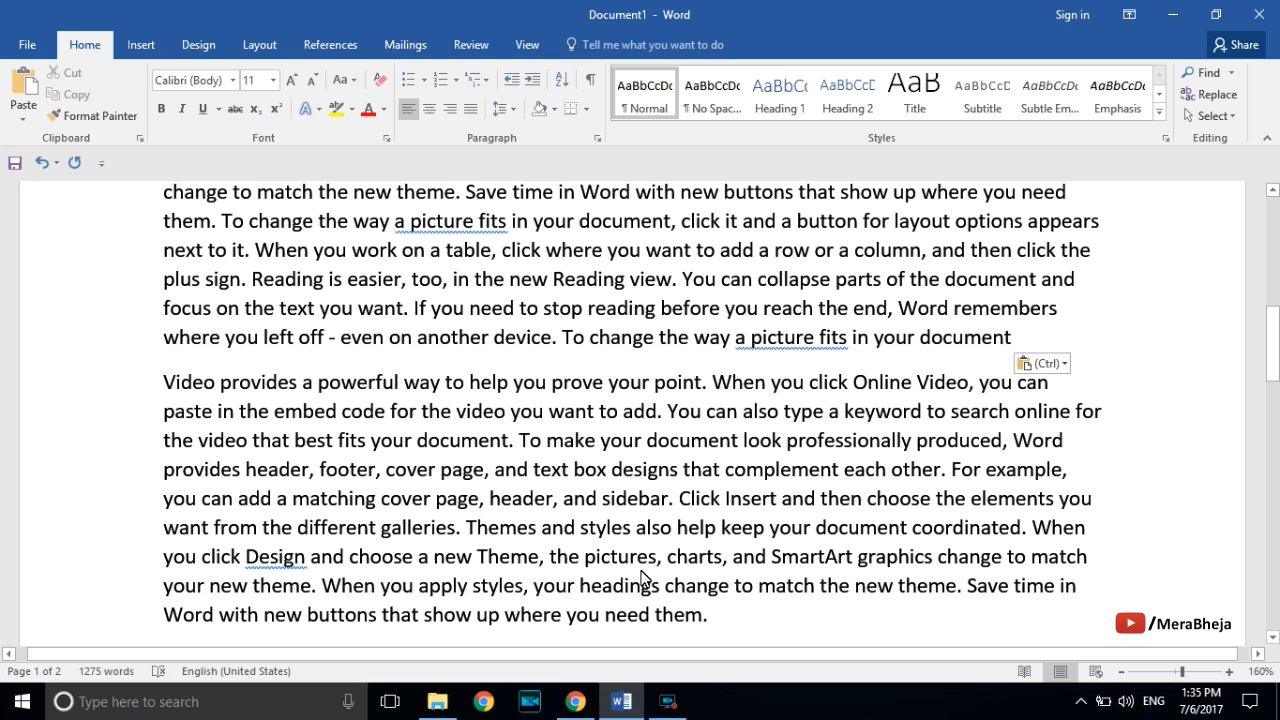 Document1 - Word
Sign in
File Home Insert Design Layout References Mailings Review View Tell me what you want to do Share
Cut
Copy
Format Painter
Paste
Calibri (Body) 11
Aa
B I U abc x₂ x² A A
AaBbCcDc AaBbCcDc AaBbCc AaBbCcD AaB AaBbCcD AaBbCcDc AaBbCcDc
¶ Normal ¶ No Spac... Heading 1 Heading 2 Title Subtitle Subtle Em... Emphasis
Find
Replace
Select
Clipboard Font Paragraph Styles Editing
change to match the new theme. Save time in Word with new buttons that show up where you need
them. To change the way a picture fits in your document, click it and a button for layout options appears
next to it. When you work on a table, click where you want to add a row or a column, and then click the
plus sign. Reading is easier, too, in the new Reading view. You can collapse parts of the document and
focus on the text you want. If you need to stop reading before you reach the end, Word remembers
where you left off - even on another device. To change the way a picture fits in your document
(Ctrl)
Video provides a powerful way to help you prove your point. When you click Online Video, you can
paste in the embed code for the video you want to add. You can also type a keyword to search online for
the video that best fits your document. To make your document look professionally produced, Word
provides header, footer, cover page, and text box designs that complement each other. For example,
you can add a matching cover page, header, and sidebar. Click Insert and then choose the elements you
want from the different galleries. Themes and styles also help keep your document coordinated. When
you click Design and choose a new Theme, the pictures, charts, and SmartArt graphics change to match
your new theme. When you apply styles, your headings change to match the new theme. Save time in
Word with new buttons that show up where you need them.
/MeraBheja
Page 1 of 2 1275 words English (United States) 160%
Type here to search
ENG
1:35 PM
7/6/2017